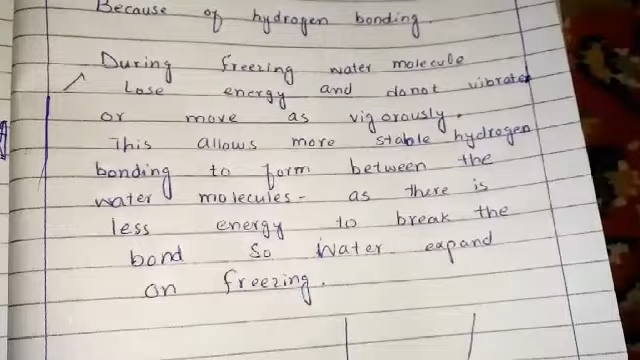 Because of hydrogen bonding.
During freezing water molecule
Lose energy and donot vibrate
or move as vigorously.
This allows more stable hydrogen
bonding to form between the
water molecules- as there is
less energy to break the
bond so water expand
on freezing.